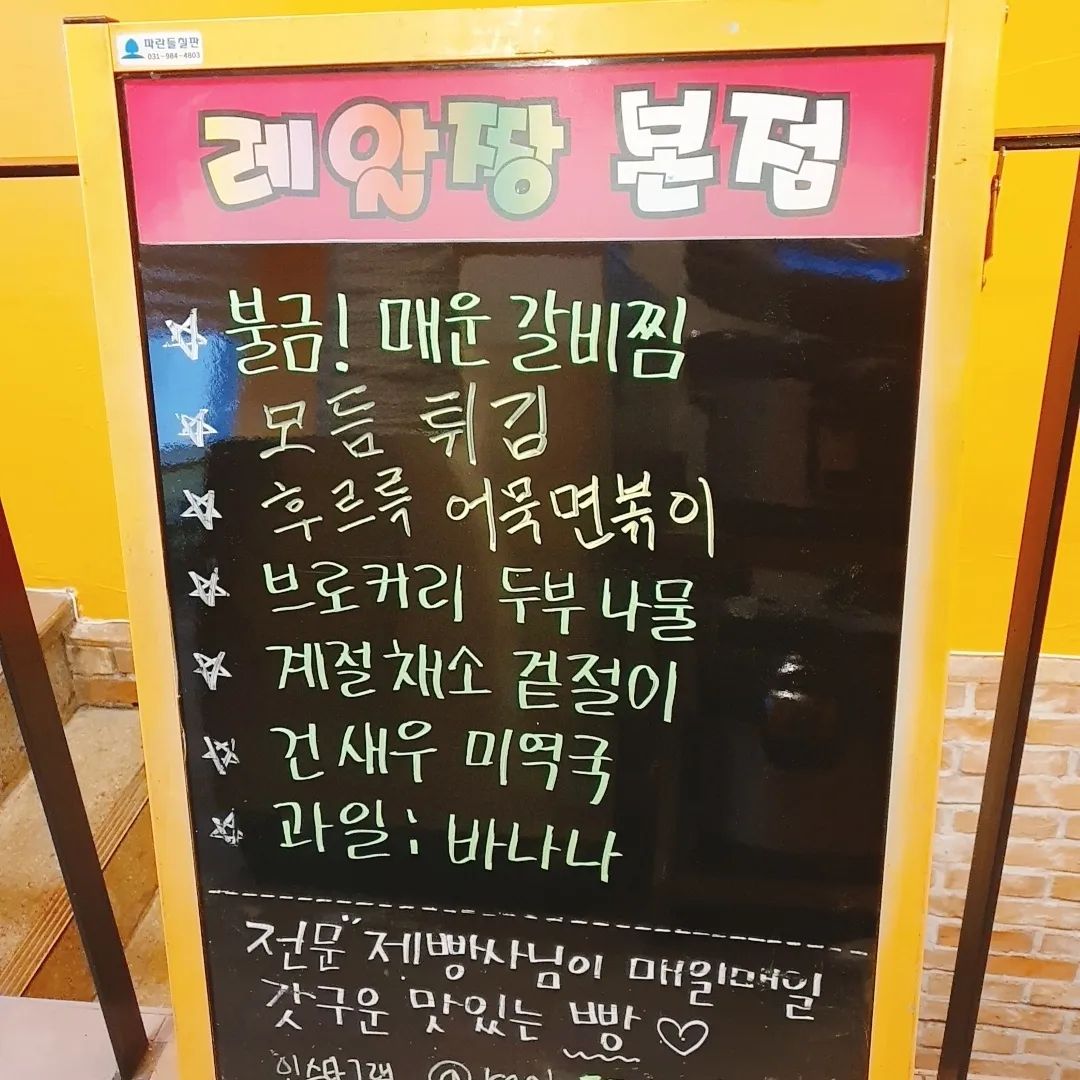 파란들칠판
031-984-4803
레알짱 본점
불금! 매운 갈비찜
모듬 튀김
후르륵 어묵면볶이
브로커리 두부 나물
계절채소 겉절이
건새우 미역국
과일: 바나나
전문 제빵사님이 매일매일
갓구운 맛있는 빵♡